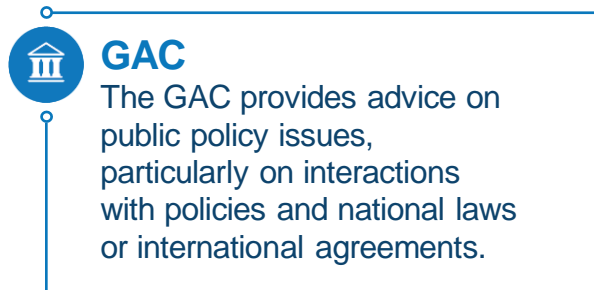 GAC
The GAC provides advice on
public policy issues,
particularly on interactions
with policies and national laws
or international agreements.